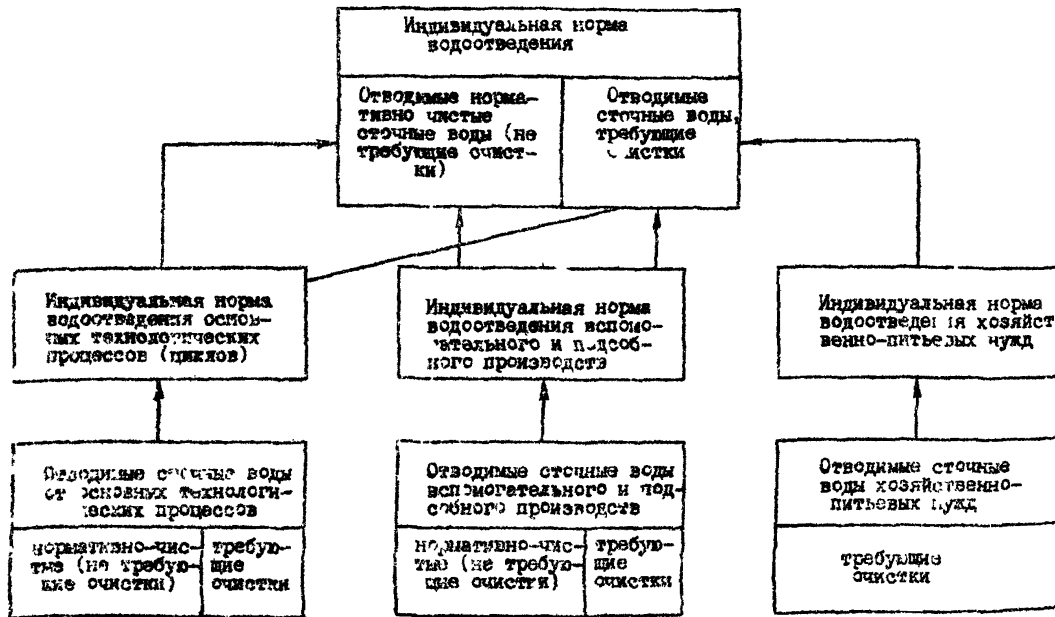 Индивидуальная норма
водоотведения
Отводимые норма-
тивно чистые
сточные воды (не
требующие очист-
ки)
Отводимые
сточные воды,
требующие
очистки
Индивидуальная норма
водоотведения основ-
ных технологических
процессов (циклов)
Индивидуальная норма
водоотведения вспомо-
гательного и подсоб-
ного производств
Индивидуальная норма
водоотведения хозяйст
венно-питьевых нужд
Отводимые сточные воды
от основных технологи-
ческих процессов
нормативно-чис-
тые (не требую-
щие очистки)
требую-
щие
очистки
Отводимые сточные воды
вспомогательного и под-
собного производств
нормативно-чис-
тые (не требую-
щие очистки)
требую-
щие
очистки
Отводимые сточные
воды хозяйственно-
питьевых нужд
требующие
очистки